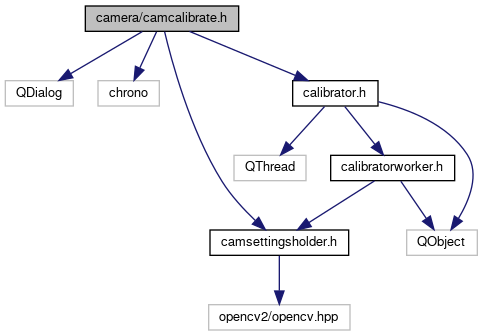 camera/camcalibrate.h
QDialog
chrono
calibrator.h
QThread
calibratorworker.h
camsettingsholder.h
QObject
opencv2/opencv.hpp